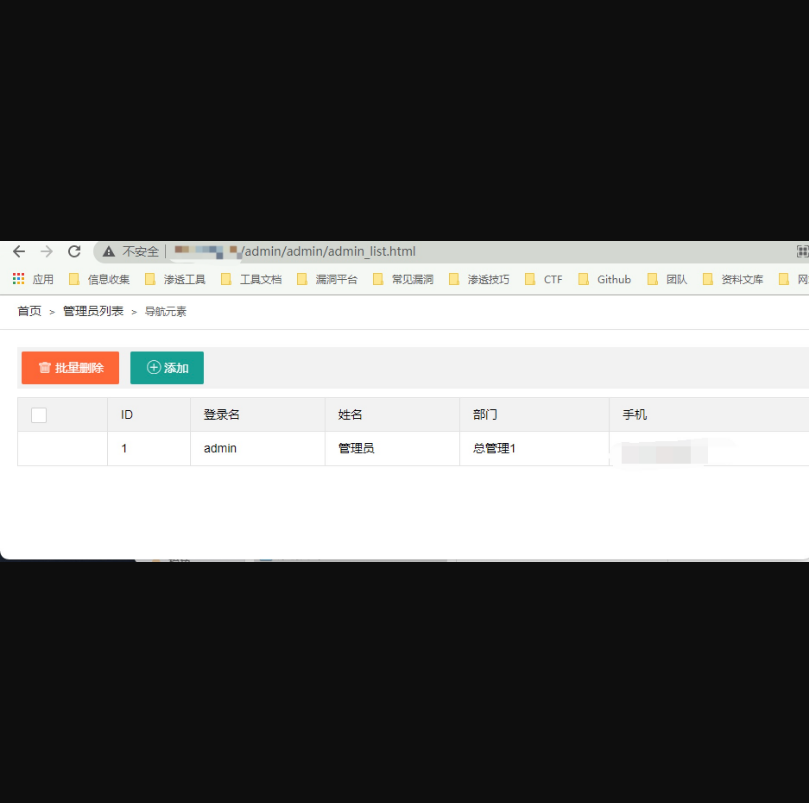 不安全 /admin/admin/admin_list.html
应用 信息收集 渗透工具 工具文档 漏洞平台 常见漏洞 渗透技巧 CTF Github 团队 资料文库 网
首页 > 管理员列表 > 导航元素
批量删除 添加
ID 登录名 姓名 部门 手机
1 admin 管理员 总管理1